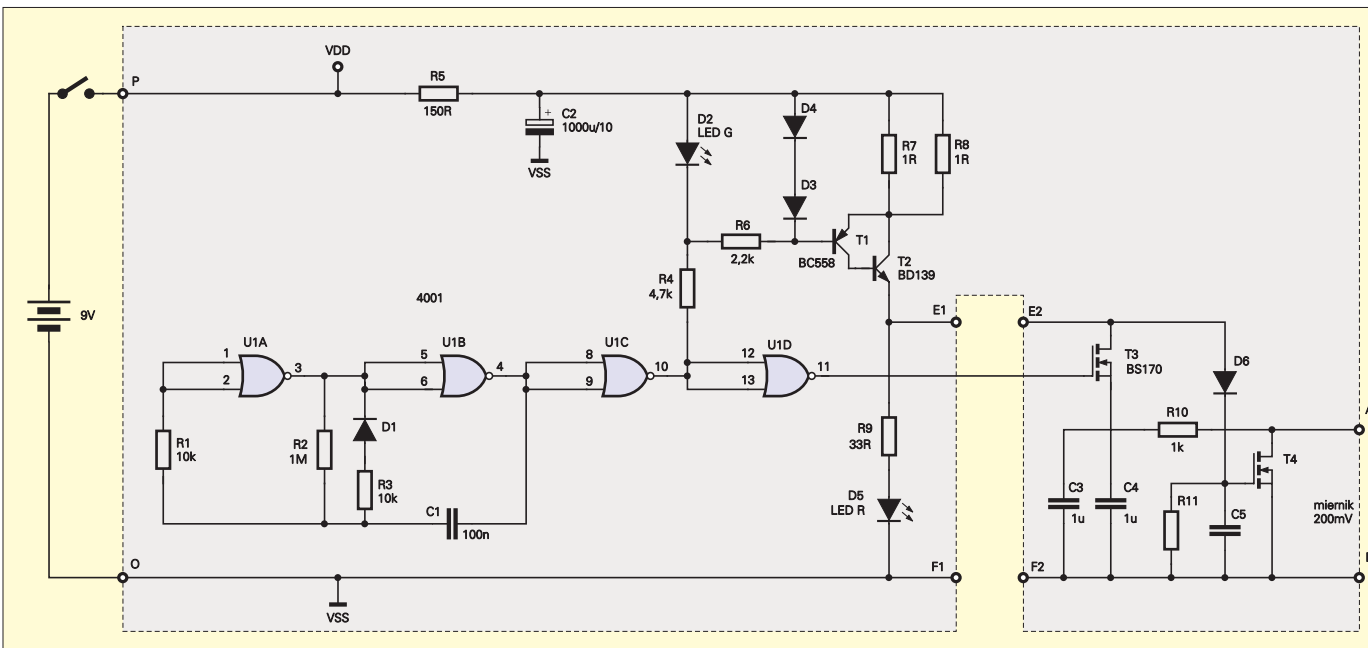 VDD
P
R5
150R
+
C2
1000u/10
VSS
D2
LED G
D4
R7
1R
R8
1R
D3
R6
2,2k
T1
BC558
T2
BD139
R4
4,7k
9V
4001
E1
E2
U1A
U1B
U1C
U1D
1
2
3
5
6
4
8
9
10
12
13
11
T3
BS170
D6
R1
10k
R2
1M
D1
R3
10k
C1
100n
R9
33R
D5
LED R
R10
1k
T4
C3
1u
C4
1u
R11
C5
miernik
200mV
O
VSS
F1
F2